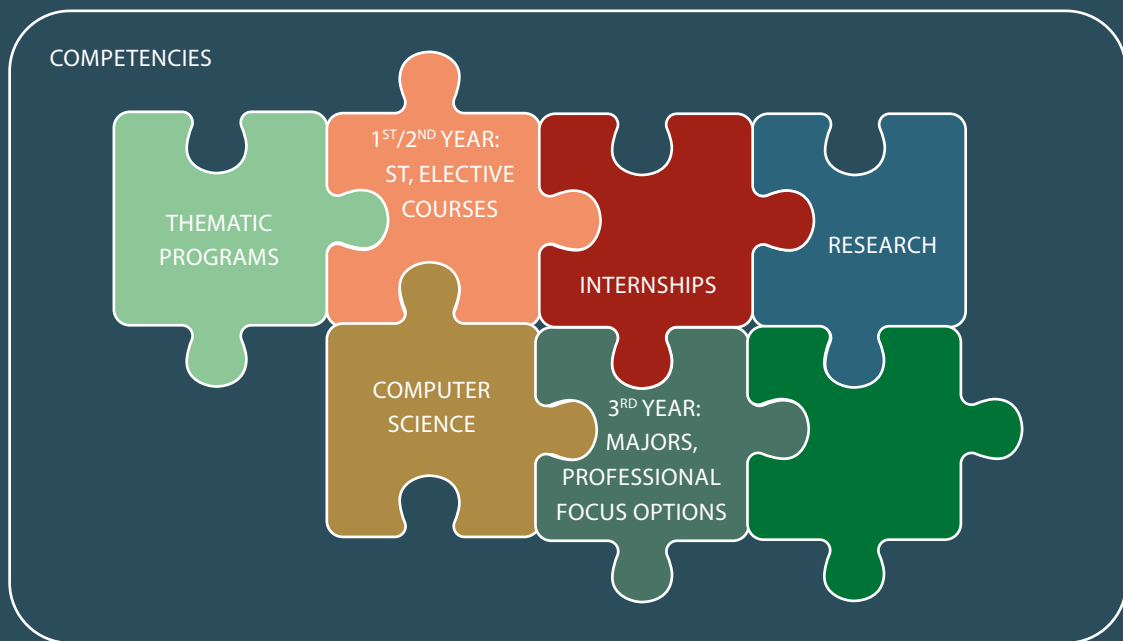 COMPETENCIES
THEMATIC
PROGRAMS
1ST/2ND YEAR:
ST, ELECTIVE
COURSES
INTERNSHIPS
RESEARCH
COMPUTER
SCIENCE
3RD YEAR:
MAJORS,
PROFESSIONAL
FOCUS OPTIONS